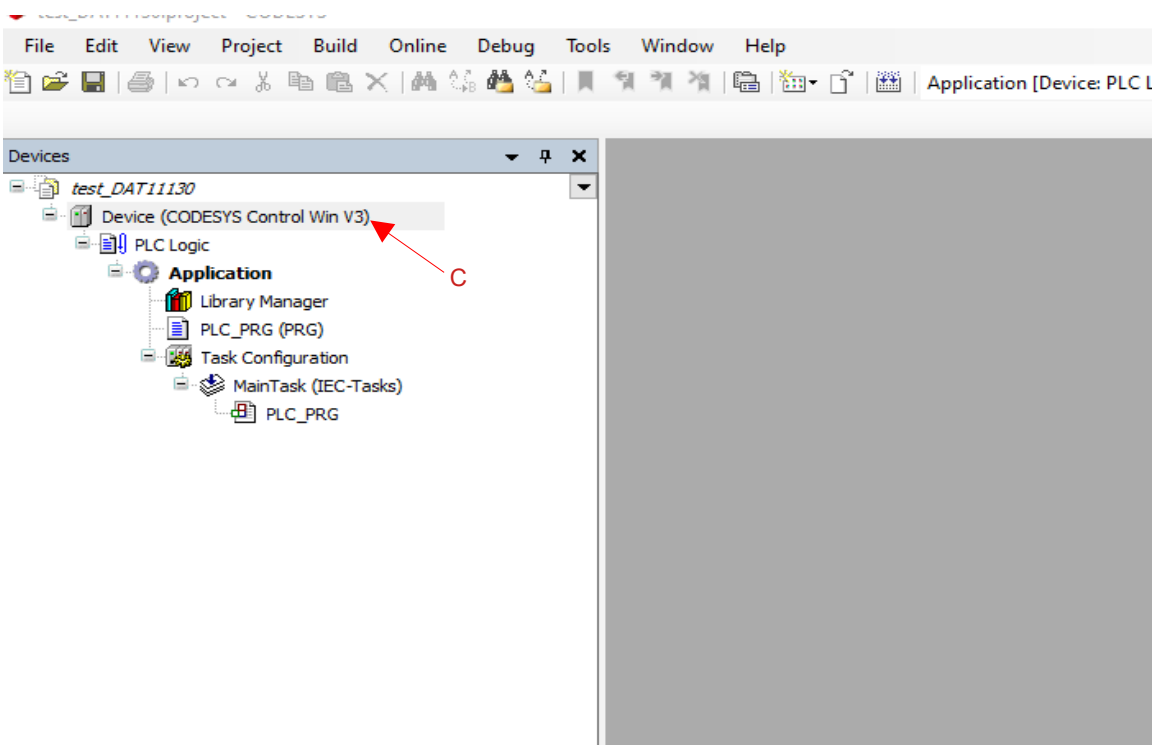 File Edit View Project Build Online Debug Tools Window Help
Application [Device: PLC L
Devices
test_DAT11130
Device (CODESYS Control Win V3)
C
PLC Logic
Application
Library Manager
PLC_PRG (PRG)
Task Configuration
MainTask (IEC-Tasks)
PLC_PRG